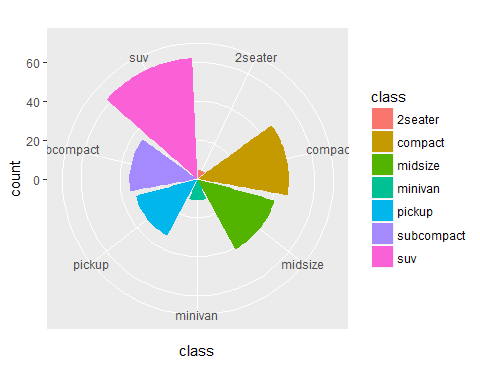 suv
2seater
60
40
20
0
bcompact
compac
pickup
midsize
minivan
count
class
class
2seater
compact
midsize
minivan
pickup
subcompact
suv